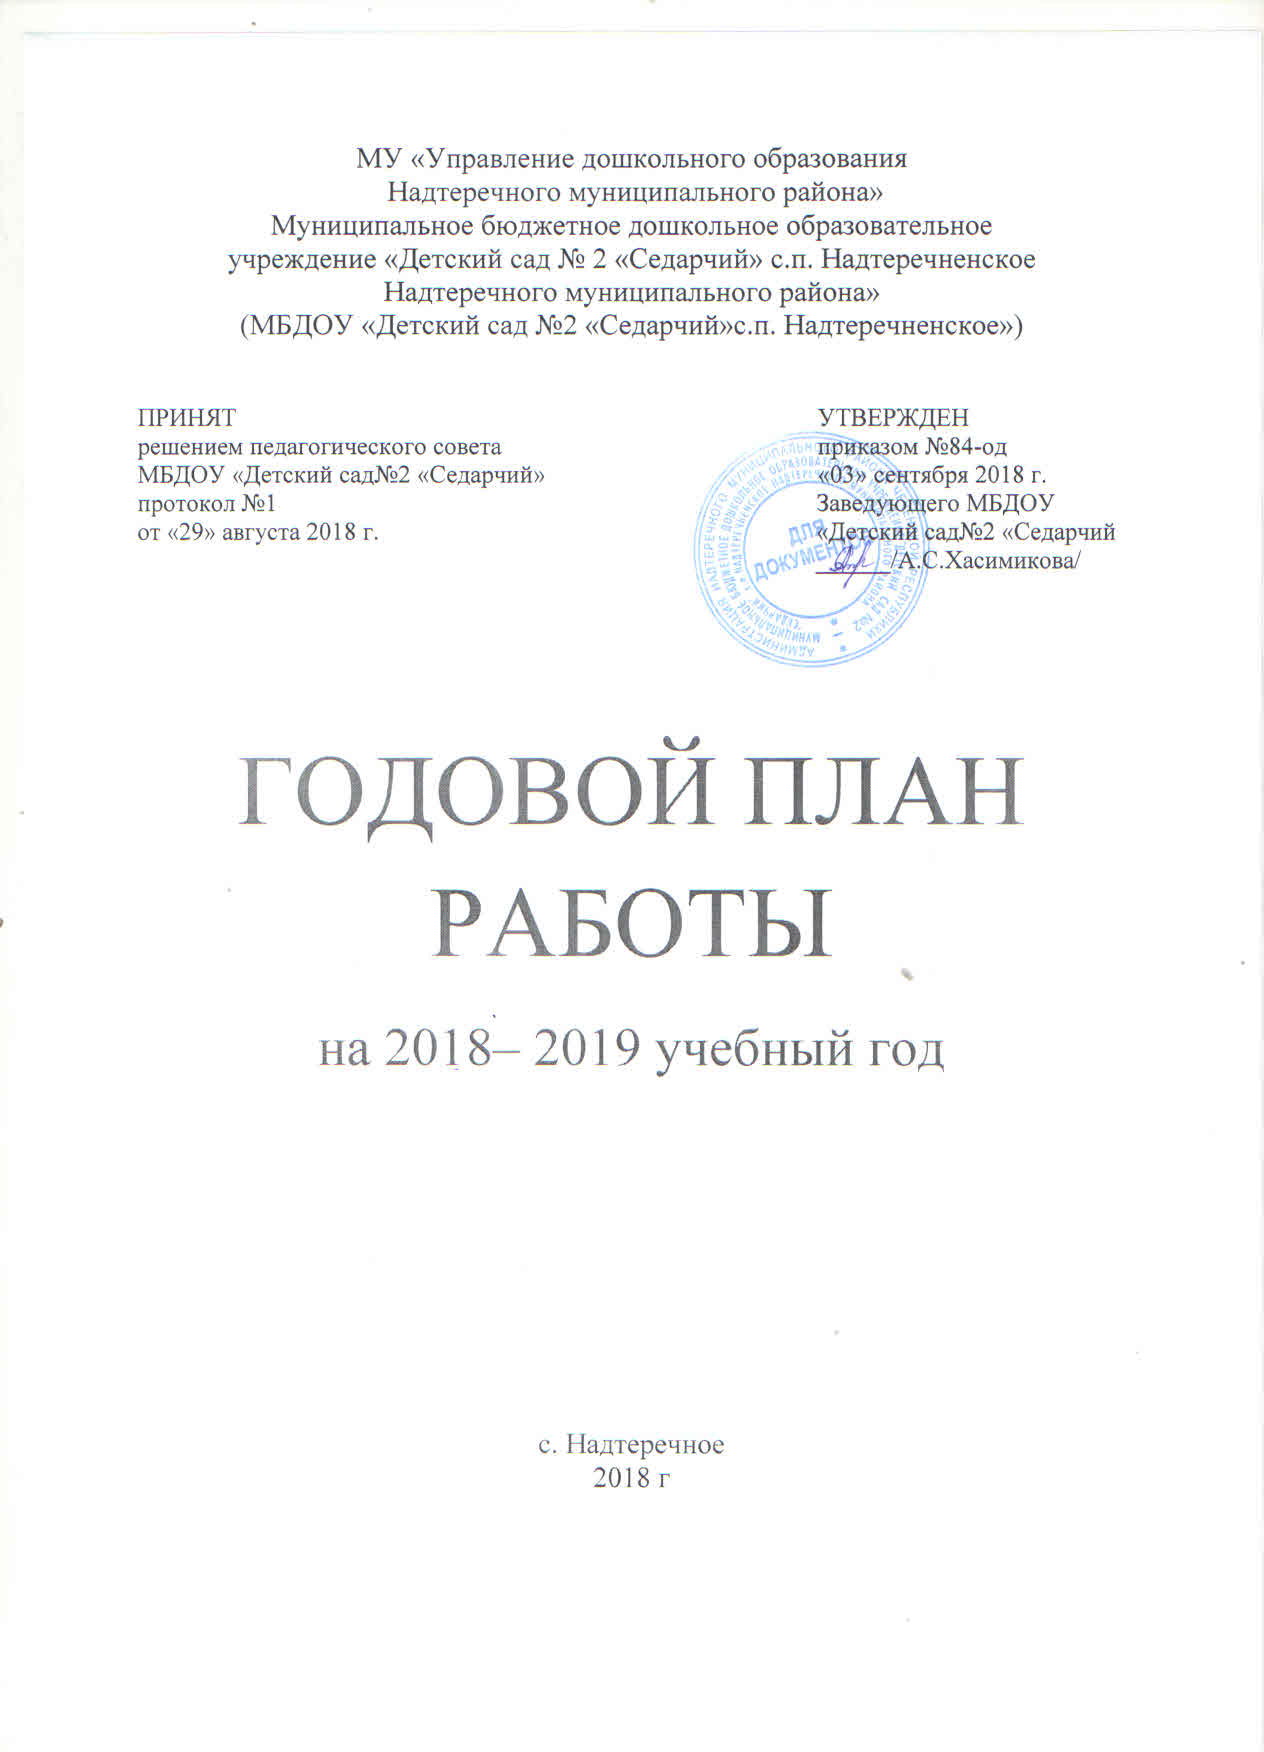 МУ «Управление дошкольного образования
Надтеречного муниципального района»
Муниципальное бюджетное дошкольное образовательное
учреждение «Детский сад № 2 «Седарчий» с.п. Надтеречненское
Надтеречного муниципального района»
(МБДОУ «Детский сад №2 «Седарчий»с.п. Надтеречненское»)
ПРИНЯТ
решением педагогического совета
МБДОУ «Детский сад№2 «Седарчий»
протокол №1
от «29» августа 2018 г.
УТВЕРЖДЕН
приказом №84-од
«03» сентября 2018 г.
Заведующего МБДОУ
«Детский сад№2 «Седарчий
/А.С.Хасимикова/
ДЛЯ
ДОКУМЕНТОВ
ГОДОВОЙ ПЛАН
РАБОТЫ
на 2018– 2019 учебный год
с. Надтеречное
2018 г